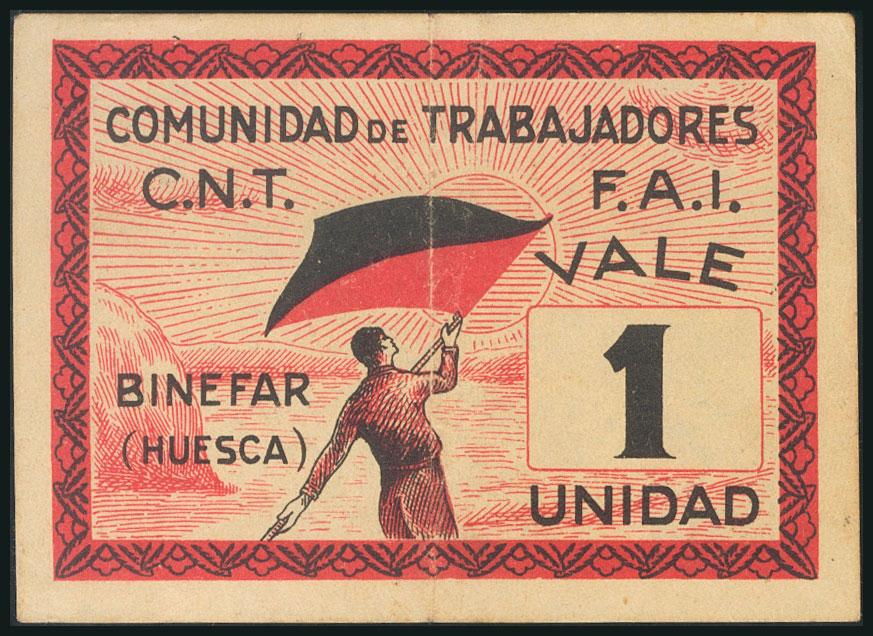 COMUNIDAD DE TRABAJADORES
C.N.T. F.A.I.
VALE
1
UNIDAD
BINEFAR
(HUESCA)